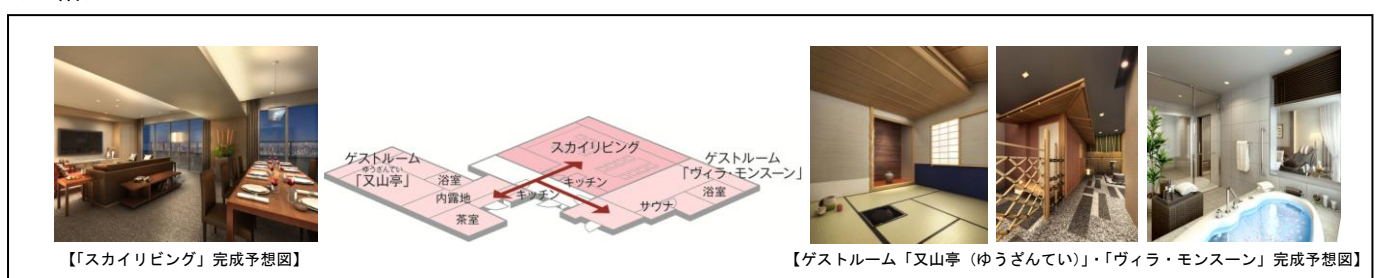 スカイリビング
ゲストルーム
ゆうざんてい
「又山亭」
浴室
内露地
茶室
キッチン
キッチン
ゲストルーム
「ヴィラ・モンスーン」
浴室
サウナ
【「スカイリビング」完成予想図】
【ゲストルーム「又山亭（ゆうざんてい）」・「ヴィラ・モンスーン」完成予想図】